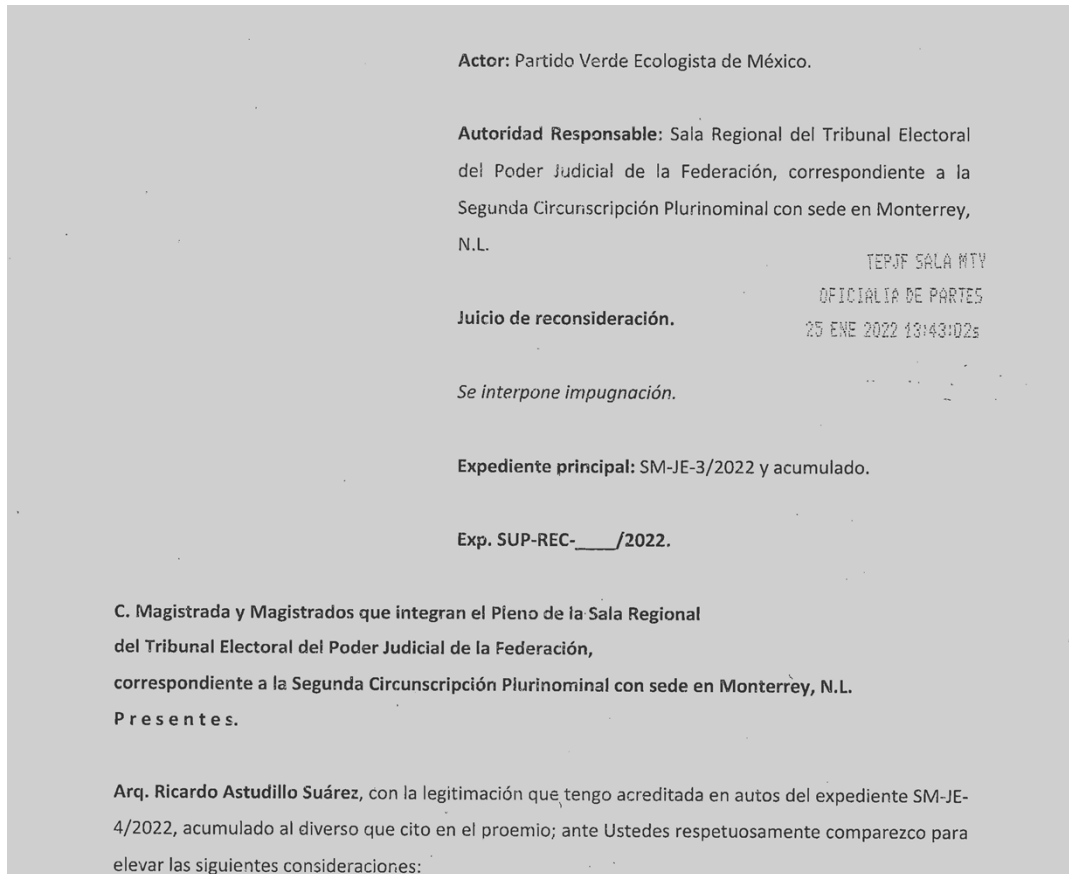 Actor: Partido Verde Ecologista de México.
Autoridad Responsable: Sala Regional del Tribunal Electoral
del Poder Judicial de la Federación, correspondiente a la
Segunda Circunscripción Plurinominal con sede en Monterrey,
N.L.
TEPJF SALA MTY
OFICIALIA DE PARTES
25 ENE 2022 13:43:02s
Juicio de reconsideración.
Se interpone impugnación.
Expediente principal: SM-JE-3/2022 y acumulado.
Exp. SUP-REC-____/2022.
C. Magistrada y Magistrados que integran el Pleno de la Sala Regional
del Tribunal Electoral del Poder Judicial de la Federación,
correspondiente a la Segunda Circunscripción Plurinominal con sede en Monterrey, N.L.
P r e s e n t e s.
Arq. Ricardo Astudillo Suárez, con la legitimación que tengo acreditada en autos del expediente SM-JE-
4/2022, acumulado al diverso que cito en el proemio; ante Ustedes respetuosamente comparezco para
elevar las siguientes consideraciones: